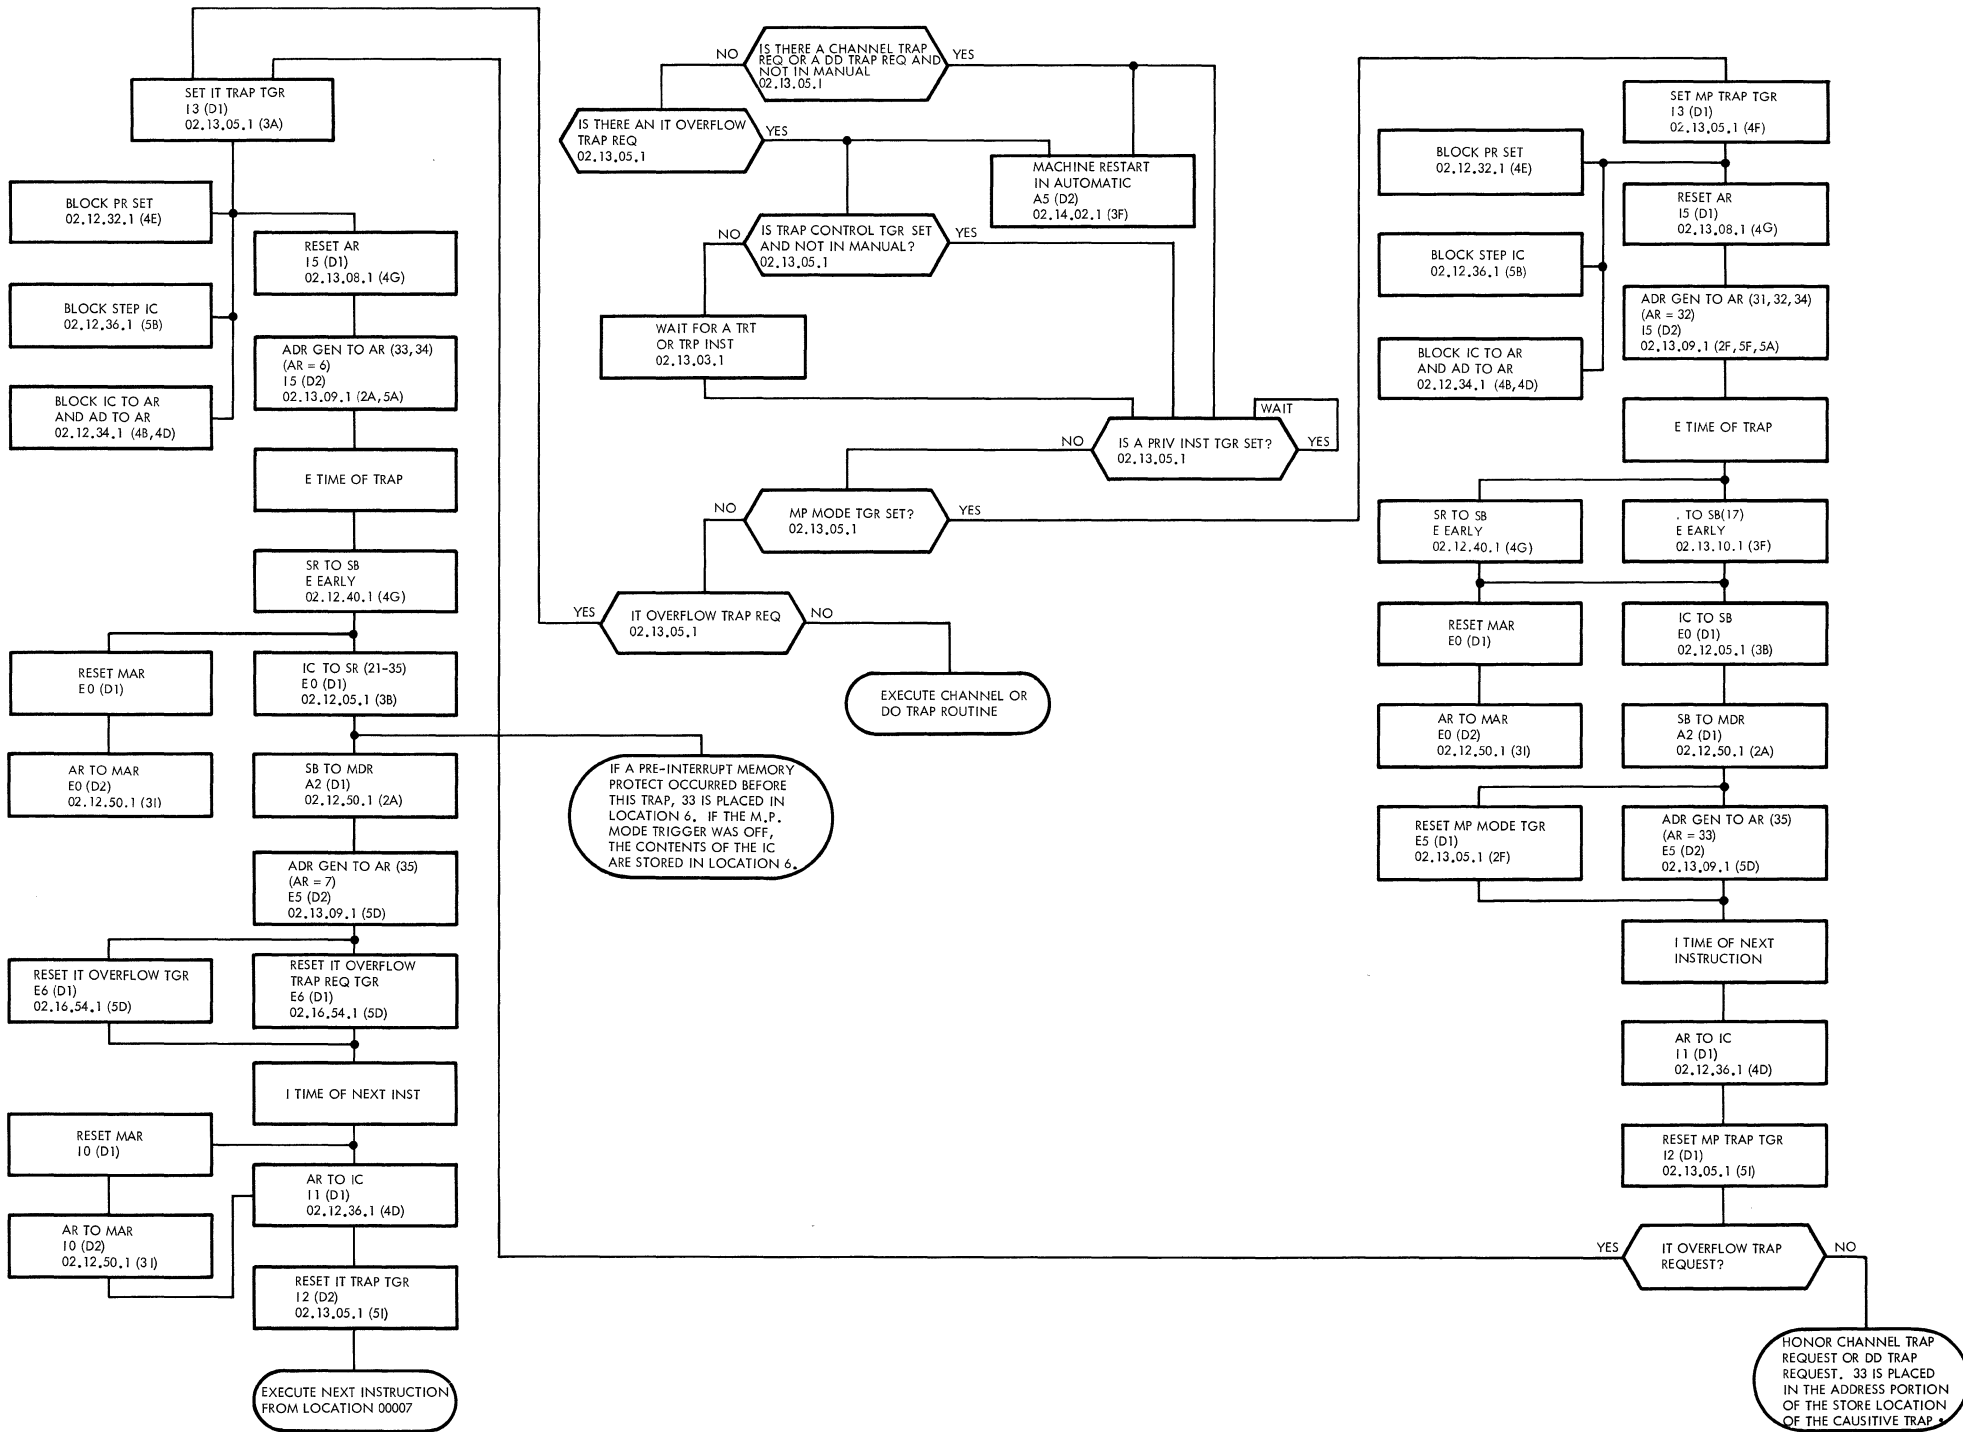 SET IT TRAP TGR
I3 (D1)
02.13.05.1 (3A)
BLOCK PR SET
02.12.32.1 (4E)
RESET AR
I5 (D1)
02.13.08.1 (4G)
BLOCK STEP IC
02.12.36.1 (5B)
ADR GEN TO AR (33,34)
(AR = 6)
I5 (D2)
02.13.09.1 (2A,5A)
BLOCK IC TO AR
AND AD TO AR
02.12.34.1 (4B,4D)
E TIME OF TRAP
SR TO SB
E EARLY
02.12.40.1 (4G)
RESET MAR
E0 (D1)
IC TO SR (21-35)
E0 (D1)
02.12.05.1 (3B)
AR TO MAR
E0 (D2)
02.12.50.1 (3I)
SB TO MDR
A2 (D1)
02.12.50.1 (2A)
ADR GEN TO AR (35)
(AR = 7)
E5 (D2)
02.13.09.1 (5D)
RESET IT OVERFLOW TGR
E6 (D1)
02.16.54.1 (5D)
RESET IT OVERFLOW
TRAP REQ TGR
E6 (D1)
02.16.54.1 (5D)
I TIME OF NEXT INST
RESET MAR
I0 (D1)
AR TO IC
I1 (D1)
02.12.36.1 (4D)
AR TO MAR
I0 (D2)
02.12.50.1 (3I)
RESET IT TRAP TGR
I2 (D2)
02.13.05.1 (5I)
EXECUTE NEXT INSTRUCTION
FROM LOCATION 00007
NO
IS THERE A CHANNEL TRAP
REQ OR A DD TRAP REQ AND
NOT IN MANUAL
02.13.05.1
YES
IS THERE AN IT OVERFLOW
TRAP REQ
02.13.05.1
YES
MACHINE RESTART
IN AUTOMATIC
A5 (D2)
02.14.02.1 (3F)
NO
IS TRAP CONTROL TGR SET
AND NOT IN MANUAL?
02.13.05.1
YES
WAIT FOR A TRT
OR TRP INST
02.13.03.1
WAIT
NO
IS A PRIV INST TGR SET?
02.13.05.1
YES
NO
MP MODE TGR SET?
02.13.05.1
YES
YES
IT OVERFLOW TRAP REQ
02.13.05.1
NO
EXECUTE CHANNEL OR
DO TRAP ROUTINE
IF A PRE-INTERRUPT MEMORY
PROTECT OCCURRED BEFORE
THIS TRAP, 33 IS PLACED IN
LOCATION 6. IF THE M.P.
MODE TRIGGER WAS OFF,
THE CONTENTS OF THE IC
ARE STORED IN LOCATION 6.
SET MP TRAP TGR
I3 (D1)
02.13.05.1 (4F)
BLOCK PR SET
02.12.32.1 (4E)
RESET AR
I5 (D1)
02.13.08.1 (4G)
BLOCK STEP IC
02.12.36.1 (5B)
ADR GEN TO AR (31,32,34)
(AR = 32)
I5 (D2)
02.13.09.1 (2F,5F,5A)
BLOCK IC TO AR
AND AD TO AR
02.12.34.1 (4B,4D)
E TIME OF TRAP
SR TO SB
E EARLY
02.12.40.1 (4G)
. TO SB(17)
E EARLY
02.13.10.1 (3F)
RESET MAR
E0 (D1)
IC TO SB
E0 (D1)
02.12.05.1 (3B)
AR TO MAR
E0 (D2)
02.12.50.1 (3I)
SB TO MDR
A2 (D1)
02.12.50.1 (2A)
RESET MP MODE TGR
E5 (D1)
02.13.05.1 (2F)
ADR GEN TO AR (35)
(AR = 33)
E5 (D2)
02.13.09.1 (5D)
I TIME OF NEXT
INSTRUCTION
AR TO IC
I1 (D1)
02.12.36.1 (4D)
RESET MP TRAP TGR
I2 (D1)
02.13.05.1 (5I)
YES
IT OVERFLOW TRAP
REQUEST?
NO
HONOR CHANNEL TRAP
REQUEST OR DD TRAP
REQUEST. 33 IS PLACED
IN THE ADDRESS PORTION
OF THE STORE LOCATION
OF THE CAUSITIVE TRAP.